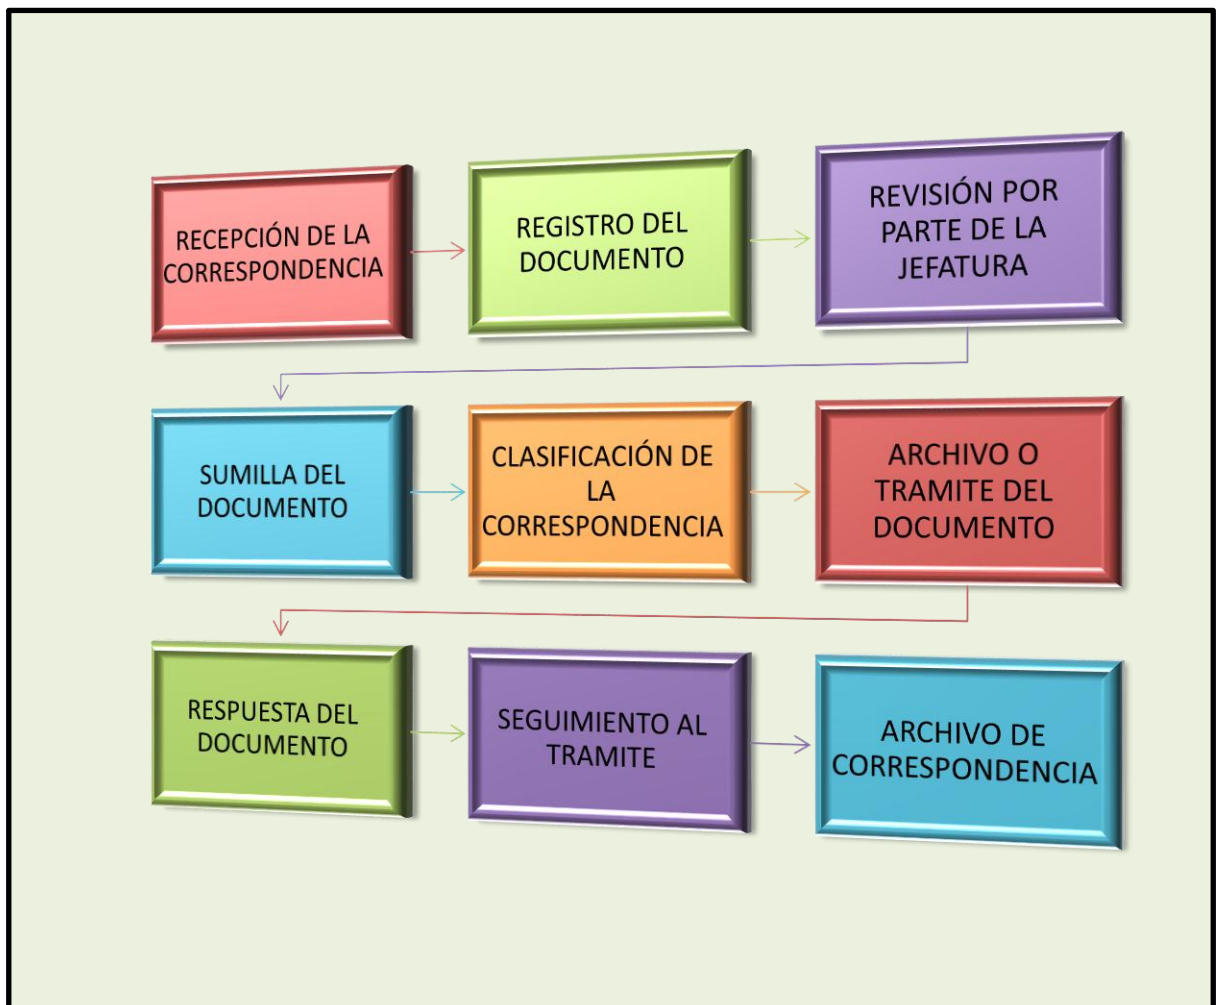 RECEPCIÓN DE LA
CORRESPONDENCIA
REGISTRO DEL
DOCUMENTO
REVISIÓN POR
PARTE DE LA
JEFATURA
SUMILLA DEL
DOCUMENTO
CLASIFICACIÓN DE
LA
CORRESPONDENCIA
ARCHIVO O
TRAMITE DEL
DOCUMENTO
RESPUESTA DEL
DOCUMENTO
SEGUIMIENTO AL
TRAMITE
ARCHIVO DE
CORRESPONDENCIA